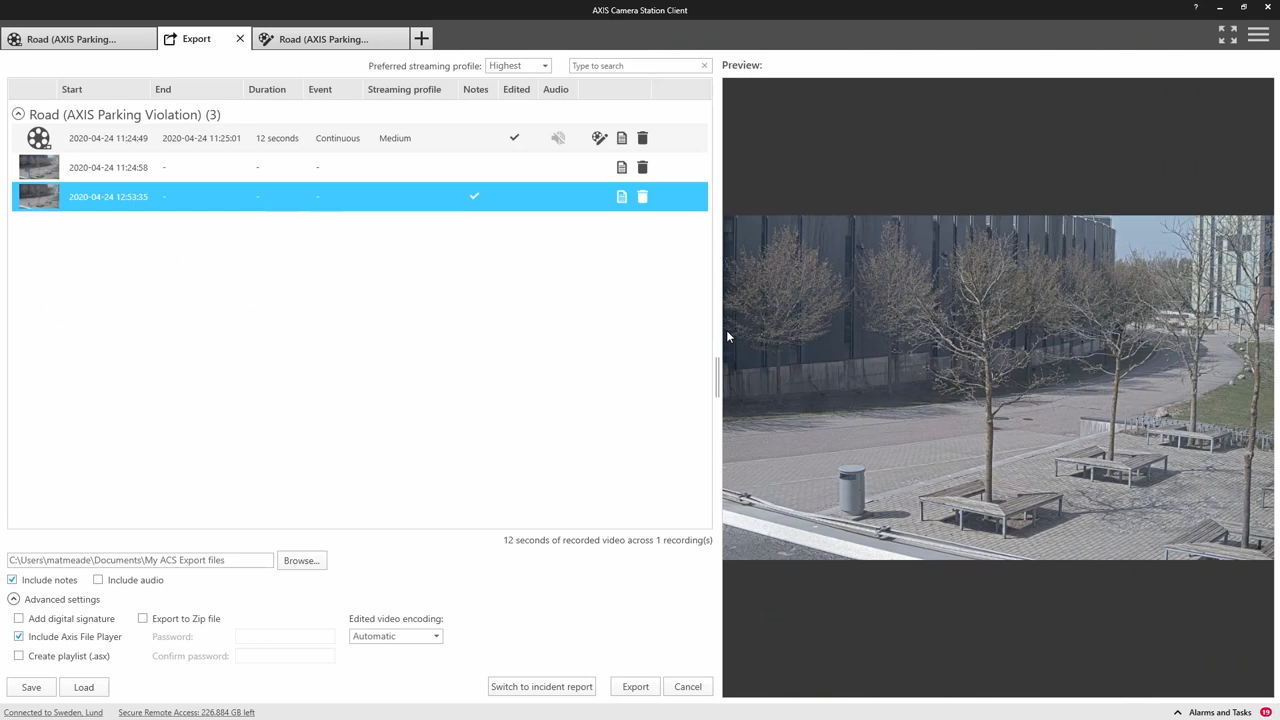 AXIS Camera Station Client
?
Road (AXIS Parking...
Export
Road (AXIS Parking...
Preferred streaming profile: Highest
Type to search
Preview:
Start End Duration Event Streaming profile Notes Edited Audio
Road (AXIS Parking Violation) (3)
2020-04-24 11:24:49 2020-04-24 11:25:01 12 seconds Continuous Medium
2020-04-24 11:24:58 - - -
2020-04-24 12:53:35 - - -
12 seconds of recorded video across 1 recording(s)
C:\Users\matmeade\Documents\My ACS Export files Browse...
Include notes Include audio
Advanced settings
Add digital signature Export to Zip file Edited video encoding:
Include Axis File Player Password: Automatic
Create playlist (.asx) Confirm password:
Save Load Switch to incident report Export Cancel
Connected to Sweden, Lund Secure Remote Access: 226.884 GB left Alarms and Tasks 19